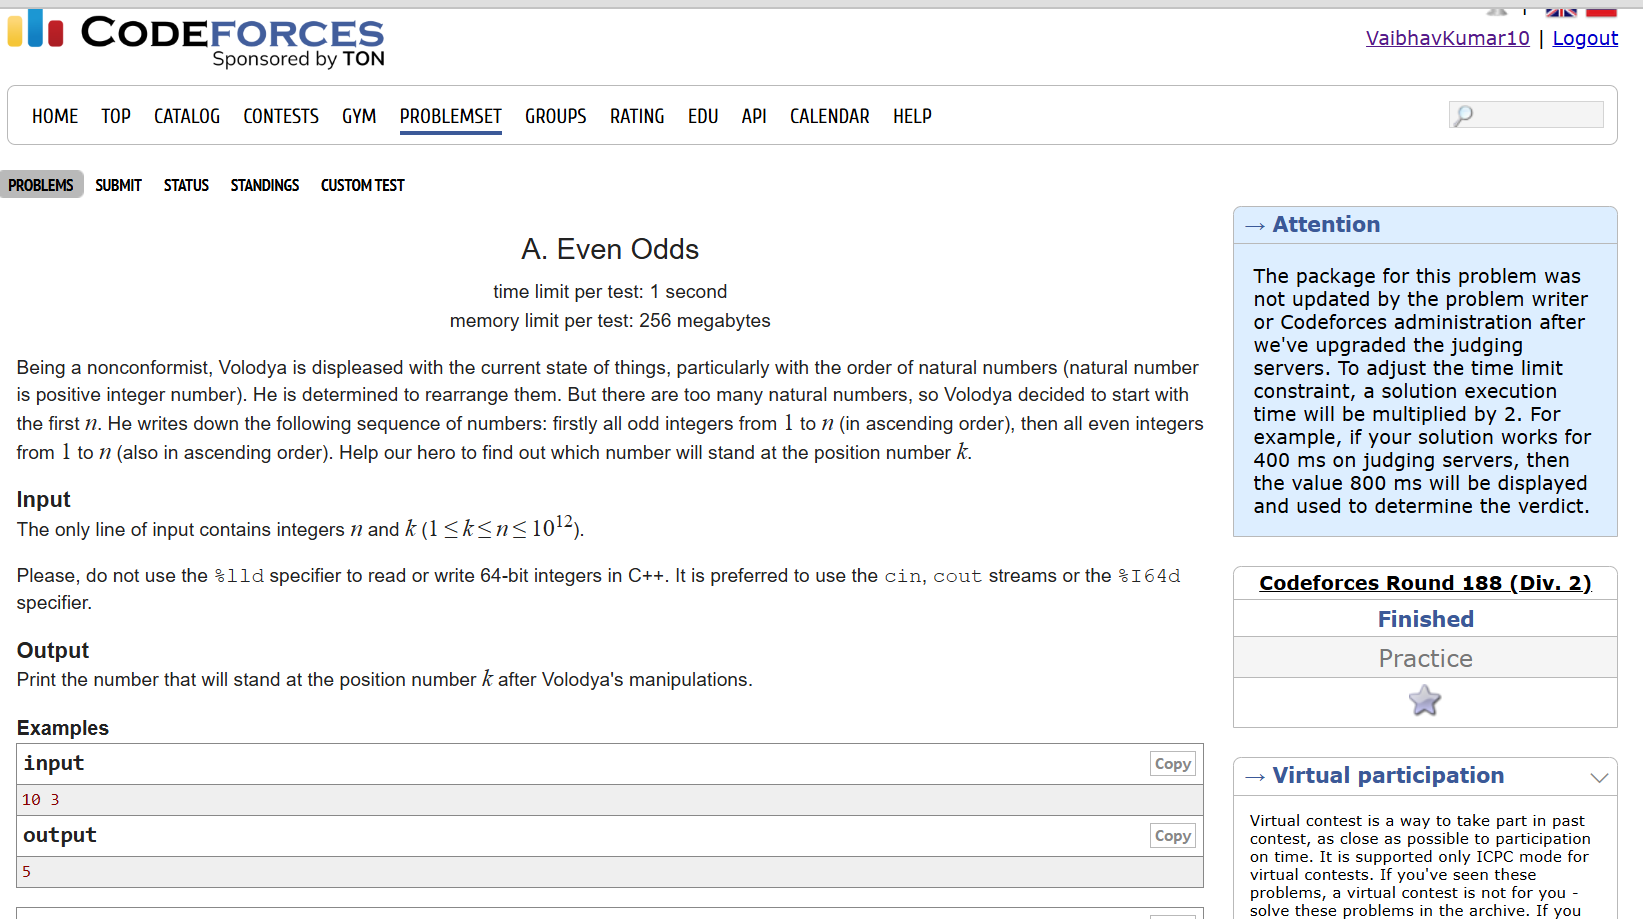 CODEFORCES
Sponsored by TON
VaibhavKumar10 | Logout
HOME TOP CATALOG CONTESTS GYM PROBLEMSET GROUPS RATING EDU API CALENDAR HELP
PROBLEMS SUBMIT STATUS STANDINGS CUSTOM TEST
A. Even Odds
time limit per test: 1 second
memory limit per test: 256 megabytes
Being a nonconformist, Volodya is displeased with the current state of things, particularly with the order of natural numbers (natural number
is positive integer number). He is determined to rearrange them. But there are too many natural numbers, so Volodya decided to start with
the first n. He writes down the following sequence of numbers: firstly all odd integers from 1 to n (in ascending order), then all even integers
from 1 to n (also in ascending order). Help our hero to find out which number will stand at the position number k.
Input
The only line of input contains integers n and k (1 ≤ k ≤ n ≤ 10¹²).
Please, do not use the %lld specifier to read or write 64-bit integers in C++. It is preferred to use the cin, cout streams or the %I64d
specifier.
Output
Print the number that will stand at the position number k after Volodya's manipulations.
Examples
input
Copy
10 3
output
Copy
5
→ Attention
The package for this problem was
not updated by the problem writer
or Codeforces administration after
we've upgraded the judging
servers. To adjust the time limit
constraint, a solution execution
time will be multiplied by 2. For
example, if your solution works for
400 ms on judging servers, then
the value 800 ms will be displayed
and used to determine the verdict.
Codeforces Round 188 (Div. 2)
Finished
Practice
→ Virtual participation
Virtual contest is a way to take part in past
contest, as close as possible to participation
on time. It is supported only ICPC mode for
virtual contests. If you've seen these
problems, a virtual contest is not for you -
solve these problems in the archive. If you